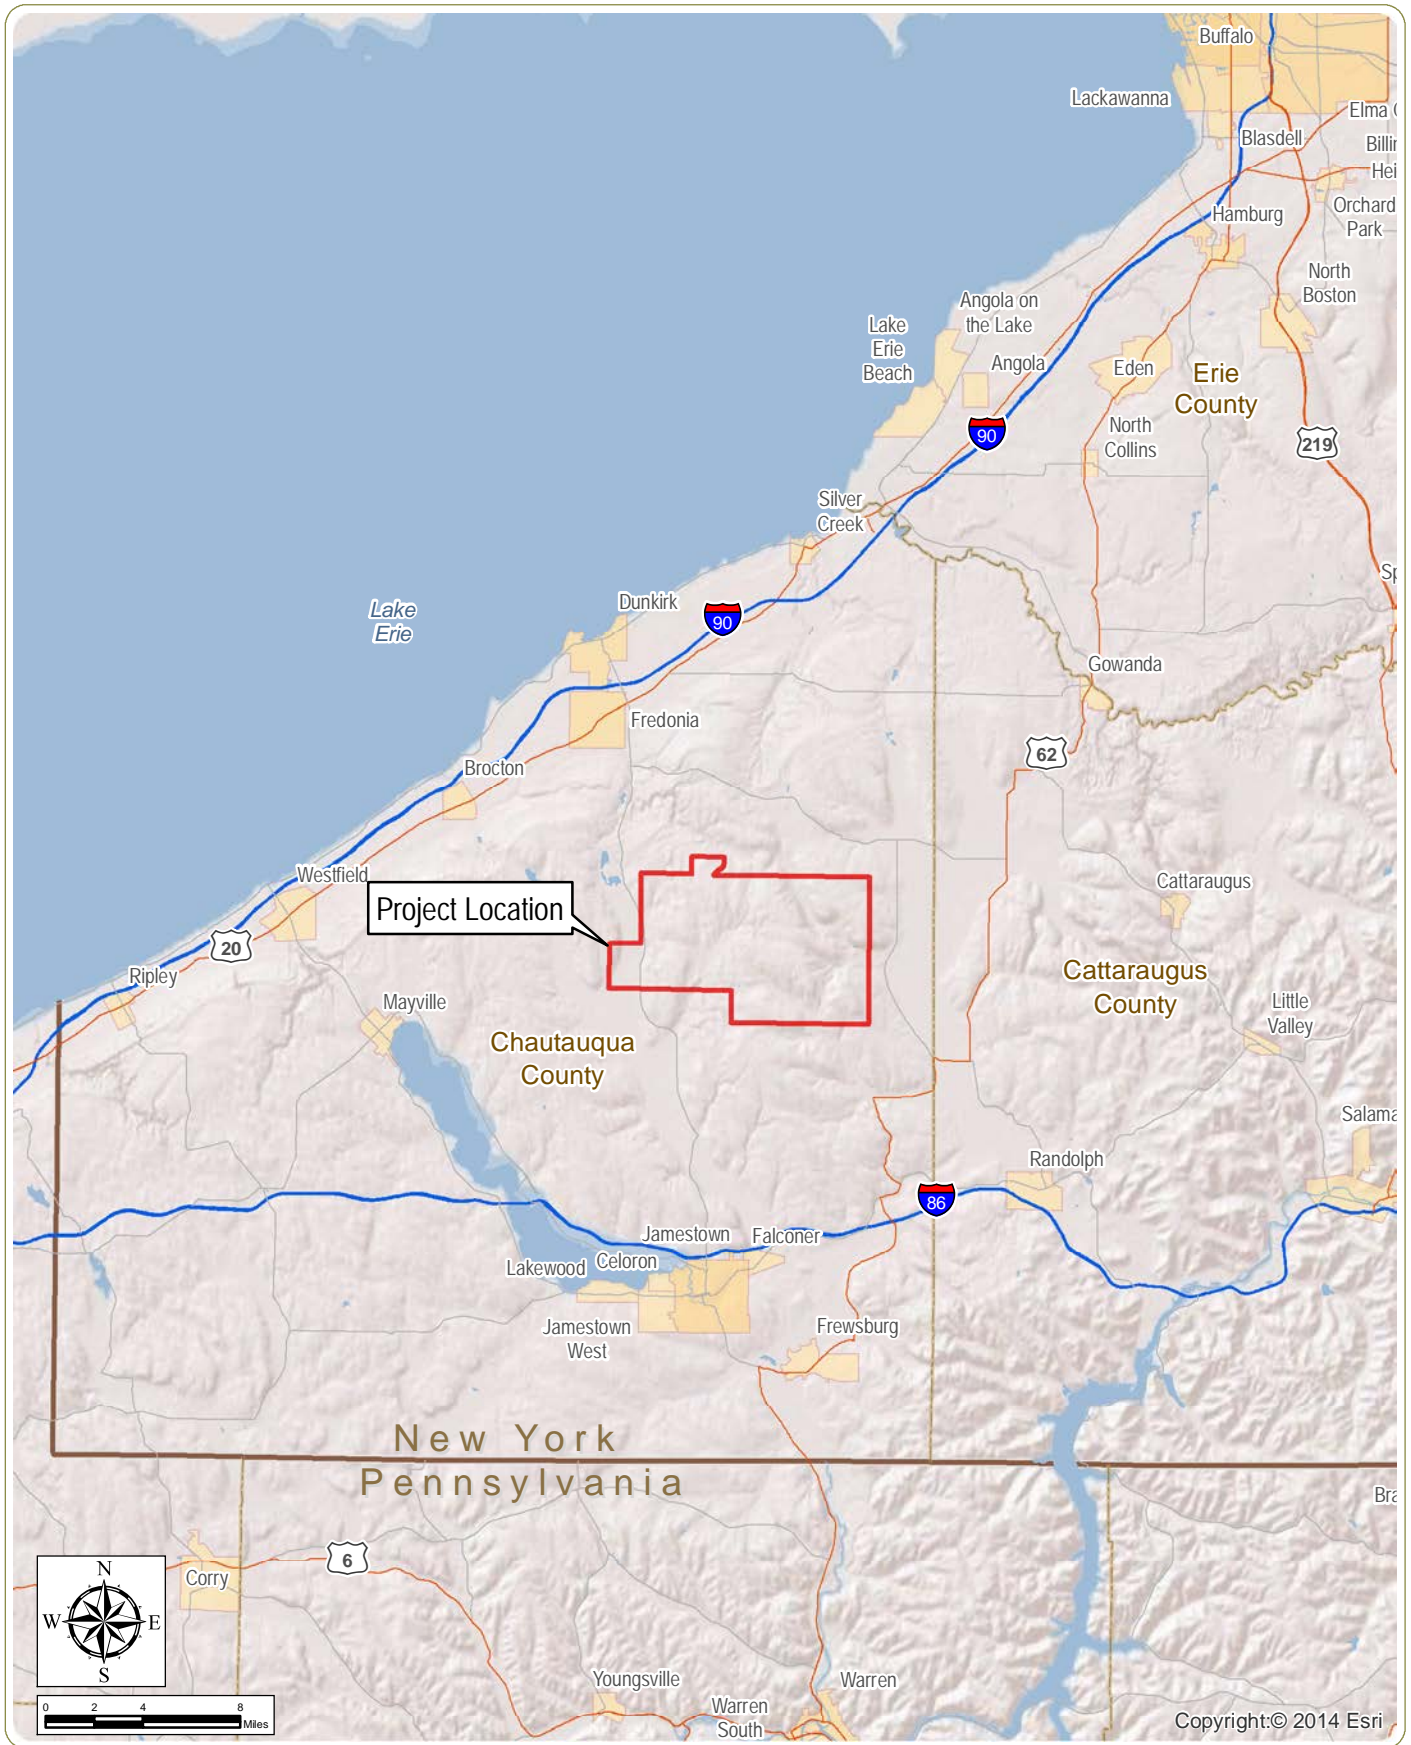 Buffalo
Lackawanna
Elma
Blasdell
Hamburg
Orchard
Park
North
Boston
Angola on
the Lake
Lake
Erie
Beach
Angola
Eden
Erie
County
North
Collins
90
219
Silver
Creek
Lake
Erie
Dunkirk
90
Gowanda
Fredonia
62
Brocton
Westfield
Cattaraugus
Project Location
20
Ripley
Mayville
Cattaraugus
County
Little
Valley
Chautauqua
County
Randolph
86
Jamestown
Falconer
Lakewood
Celoron
Jamestown
West
Frewsburg
New York
Pennsylvania
6
Corry
N
W
E
S
Youngsville
Warren
Warren
South
0 2 4 8
Miles
Copyright:© 2014 Esri